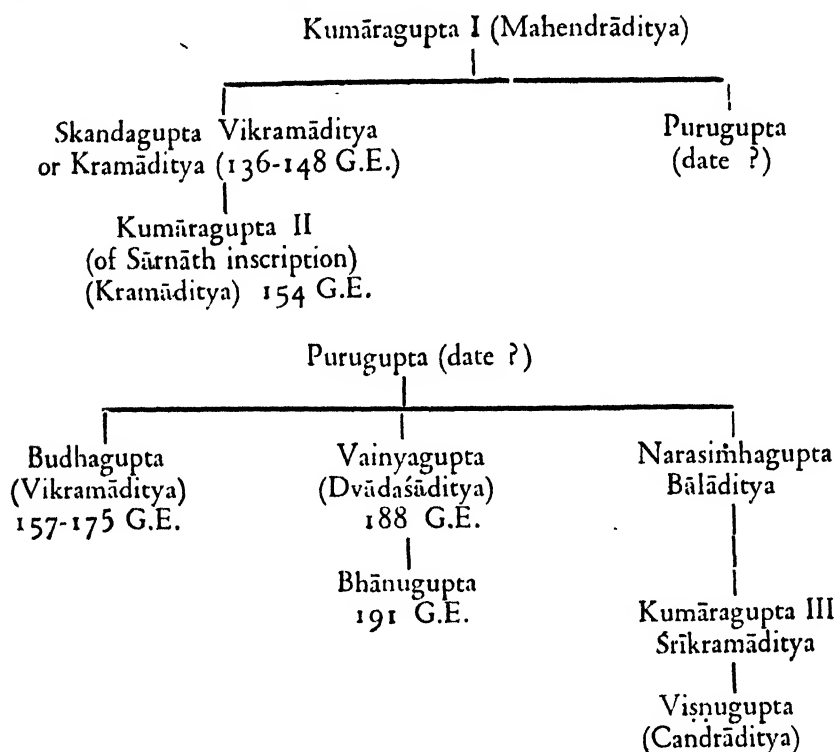 Kumāragupta I (Mahendrāditya)
Skandagupta Vikramāditya
or Kramāditya (136-148 G.E.)
Purugupta
(date ?)
Kumāragupta II
(of Sārnāth inscription)
(Kramāditya) 154 G.E.
Purugupta (date ?)
Budhagupta
(Vikramāditya)
157-175 G.E.
Vainyagupta
(Dvādaśāditya)
188 G.E.
Bhānugupta
191 G.E.
Narasiṁhagupta
Bālāditya
Kumāragupta III
Śrīkramāditya
Viṣṇugupta
(Candrāditya)